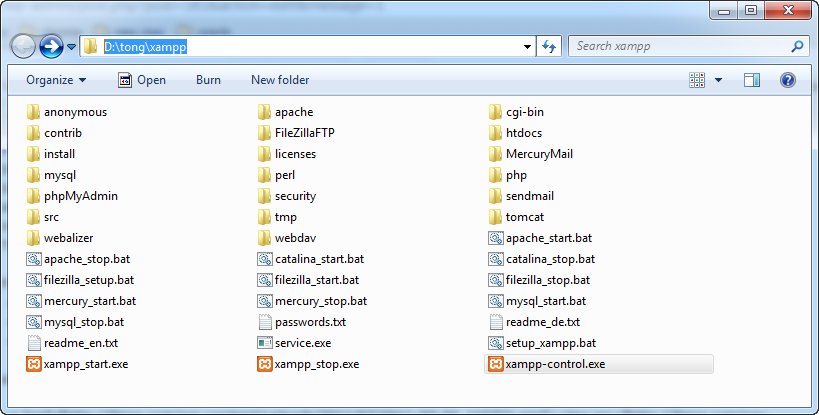 D:\tong\xampp Search xampp
Organize Open Burn New folder
anonymous apache cgi-bin
contrib FileZillaFTP htdocs
install licenses MercuryMail
mysql perl php
phpMyAdmin security sendmail
src tmp tomcat
webalizer webdav apache_start.bat
apache_stop.bat catalina_start.bat catalina_stop.bat
filezilla_setup.bat filezilla_start.bat filezilla_stop.bat
mercury_start.bat mercury_stop.bat mysql_start.bat
mysql_stop.bat passwords.txt readme_de.txt
readme_en.txt service.exe setup_xampp.bat
xampp_start.exe xampp_stop.exe xampp-control.exe